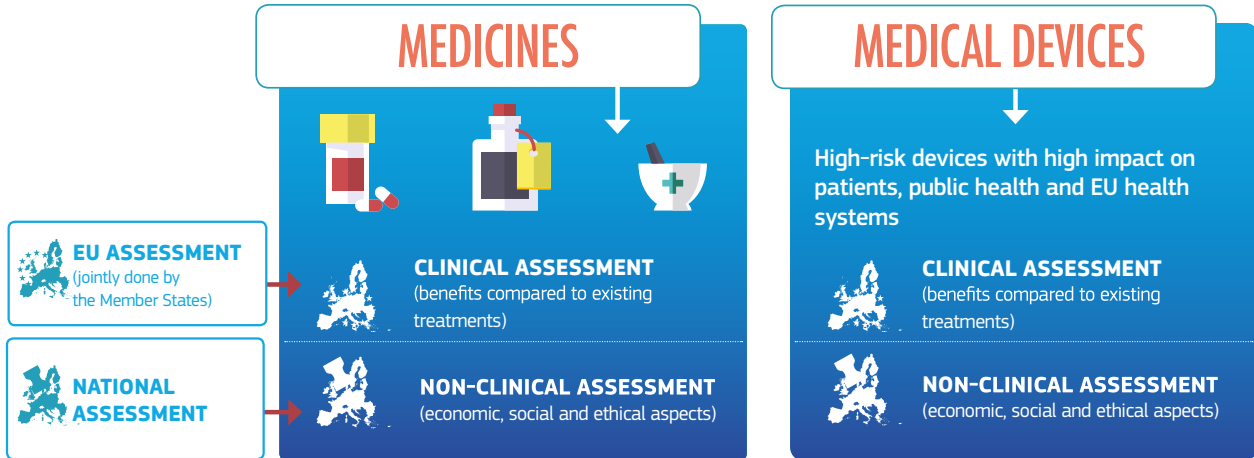 MEDICINES
MEDICAL DEVICES
High-risk devices with high impact on
patients, public health and EU health
systems
EU ASSESSMENT
(jointly done by
the Member States)
CLINICAL ASSESSMENT
(benefits compared to existing
treatments)
CLINICAL ASSESSMENT
(benefits compared to existing
treatments)
NATIONAL
ASSESSMENT
NON-CLINICAL ASSESSMENT
(economic, social and ethical aspects)
NON-CLINICAL ASSESSMENT
(economic, social and ethical aspects)